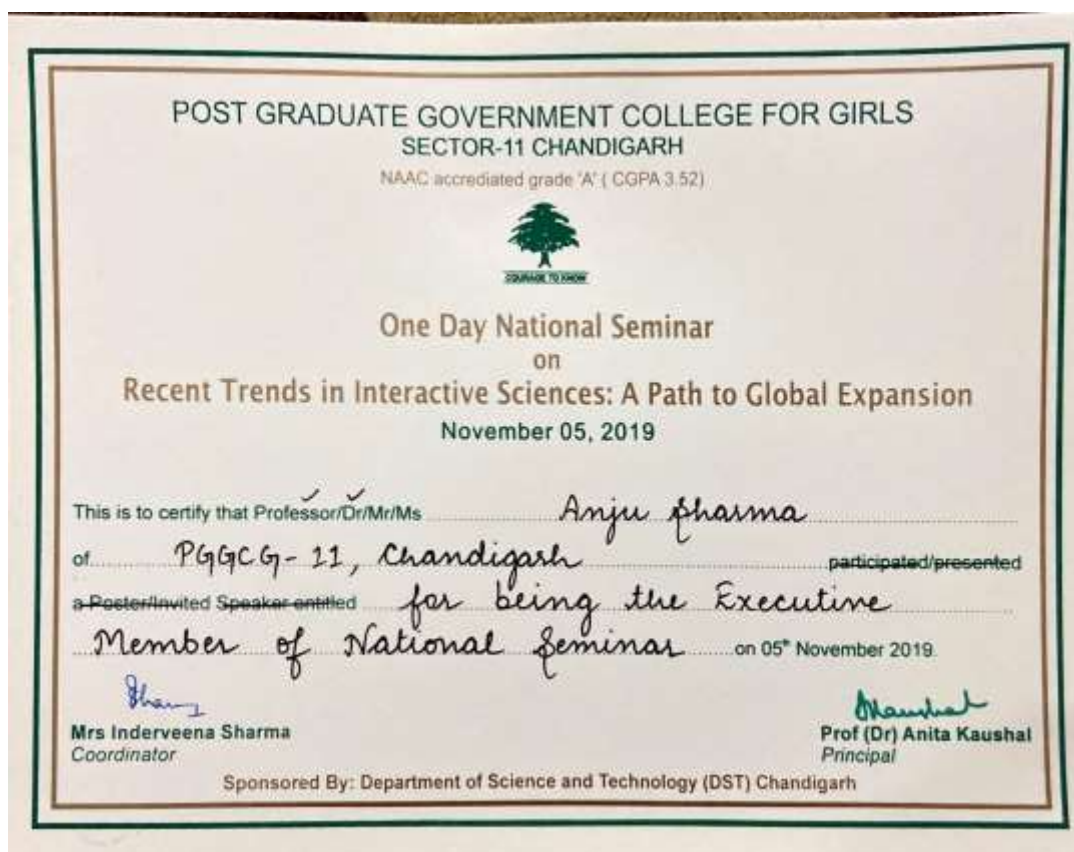 POST GRADUATE GOVERNMENT COLLEGE FOR GIRLS
SECTOR-11 CHANDIGARH
NAAC accrediated grade 'A' ( CGPA 3.52)
COURAGE TO KNOW
One Day National Seminar
on
Recent Trends in Interactive Sciences: A Path to Global Expansion
November 05, 2019
This is to certify that Professor/Dr/Mr/Ms Anju Sharma
of PGGCG-11, Chandigarh participated/presented
a Poster/Invited Speaker entitled for being the Executive
Member of National Seminar on 05th November 2019.
Mrs Inderveena Sharma
Coordinator
Prof (Dr) Anita Kaushal
Principal
Sponsored By: Department of Science and Technology (DST) Chandigarh